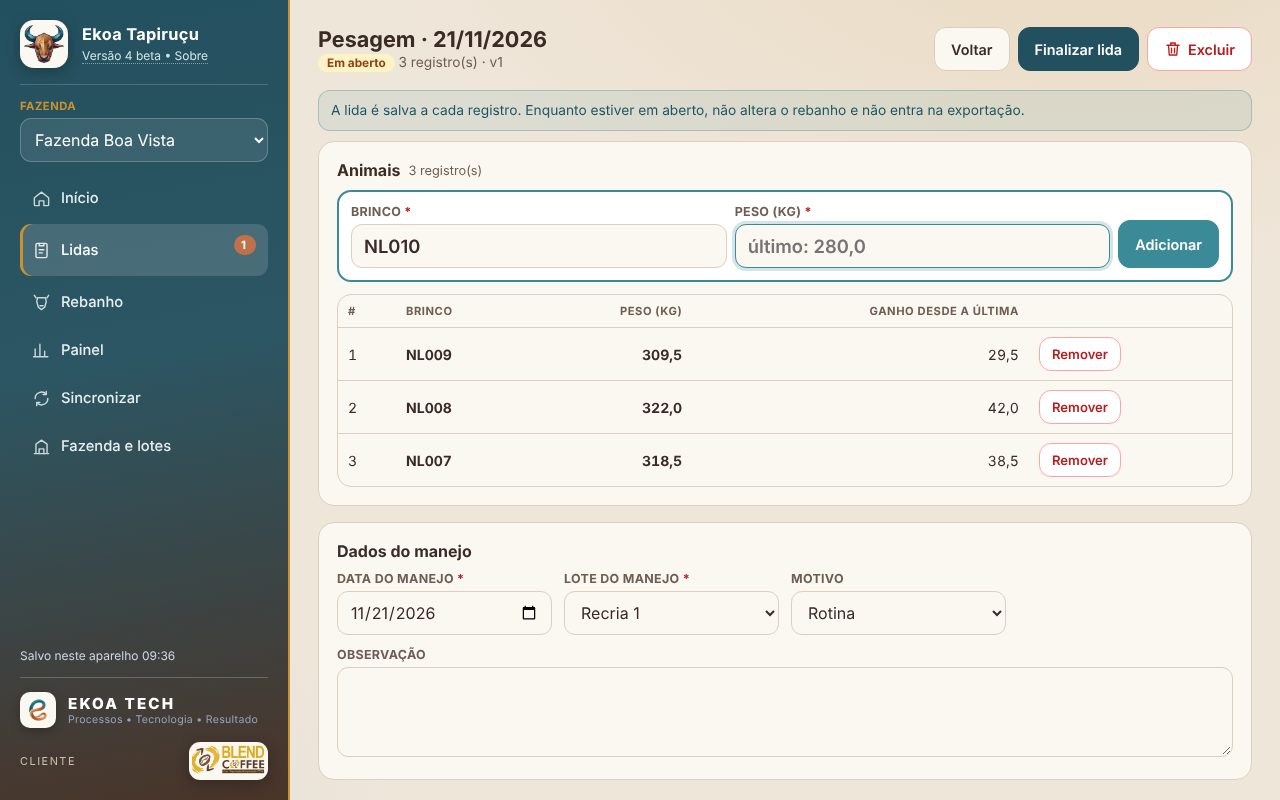 Ekoa Tapiruçu
Versão 4 beta • Sobre
FAZENDA
Fazenda Boa Vista
Início
Lidas
1
Rebanho
Painel
Sincronizar
Fazenda e lotes
Salvo neste aparelho 09:36
EKOA TECH
Processos • Tecnologia • Resultado
CLIENTE
BLEND
COFFEE
Pesagem · 21/11/2026
Em aberto 3 registro(s) · v1
Voltar
Finalizar lida
Excluir
A lida é salva a cada registro. Enquanto estiver em aberto, não altera o rebanho e não entra na exportação.
Animais 3 registro(s)
BRINCO * PESO (KG) *
NL010 último: 280,0 Adicionar
# BRINCO PESO (KG) GANHO DESDE A ÚLTIMA
1 NL009 309,5 29,5 Remover
2 NL008 322,0 42,0 Remover
3 NL007 318,5 38,5 Remover
Dados do manejo
DATA DO MANEJO * LOTE DO MANEJO * MOTIVO
11/21/2026 Recria 1 Rotina
OBSERVAÇÃO